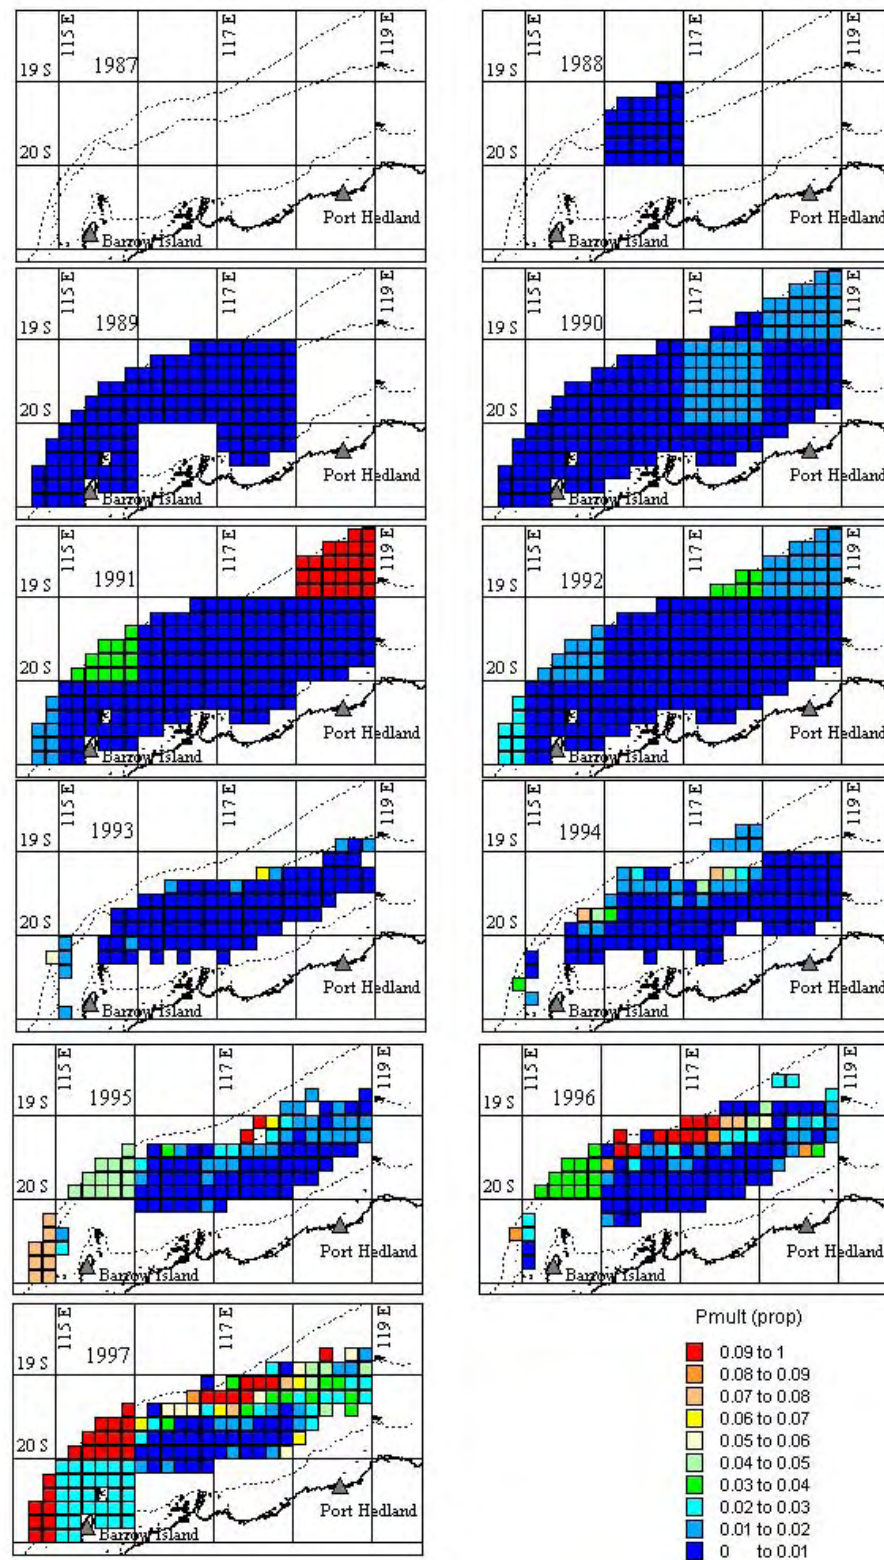 115 E
117 E
119 E
19 S
1987
20 S
Port Hedland
Barrow Island
115 E
117 E
119 E
19 S
1988
20 S
Port Hedland
Barrow Island
115 E
117 E
119 E
19 S
1989
20 S
Port Hedland
Barrow Island
115 E
117 E
119 E
19 S
1990
20 S
Port Hedland
Barrow Island
115 E
117 E
119 E
19 S
1991
20 S
Port Hedland
Barrow Island
115 E
117 E
119 E
19 S
1992
20 S
Port Hedland
Barrow Island
115 E
117 E
119 E
19 S
1993
20 S
Port Hedland
Barrow Island
115 E
117 E
119 E
19 S
1994
20 S
Port Hedland
Barrow Island
115 E
117 E
119 E
19 S
1995
20 S
Port Hedland
Barrow Island
115 E
117 E
119 E
19 S
1996
20 S
Port Hedland
Barrow Island
115 E
117 E
119 E
19 S
1997
20 S
Port Hedland
Barrow Island
Pmult (prop)
0.09 to 1
0.08 to 0.09
0.07 to 0.08
0.06 to 0.07
0.05 to 0.06
0.04 to 0.05
0.03 to 0.04
0.02 to 0.03
0.01 to 0.02
0 to 0.01